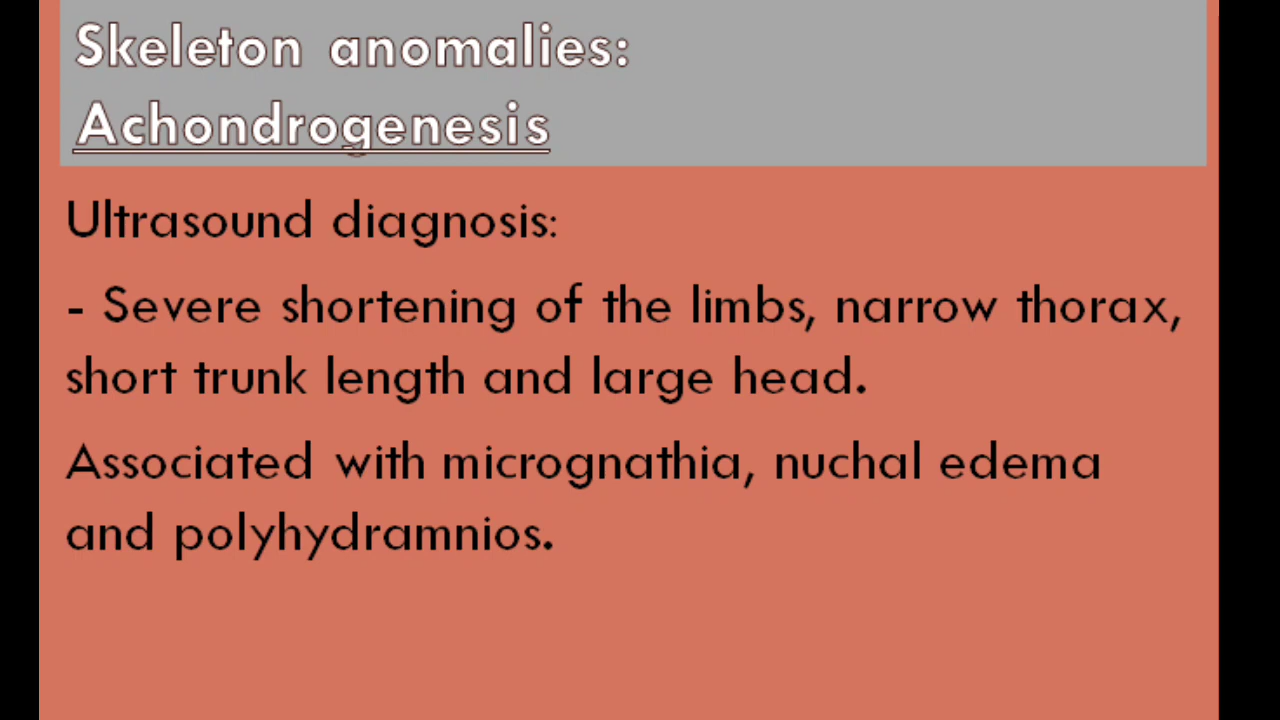 Skeleton anomalies:
Achondrogenesis
Ultrasound diagnosis:
- Severe shortening of the limbs, narrow thorax,
short trunk length and large head.
Associated with micrognathia, nuchal edema
and polyhydramnios.